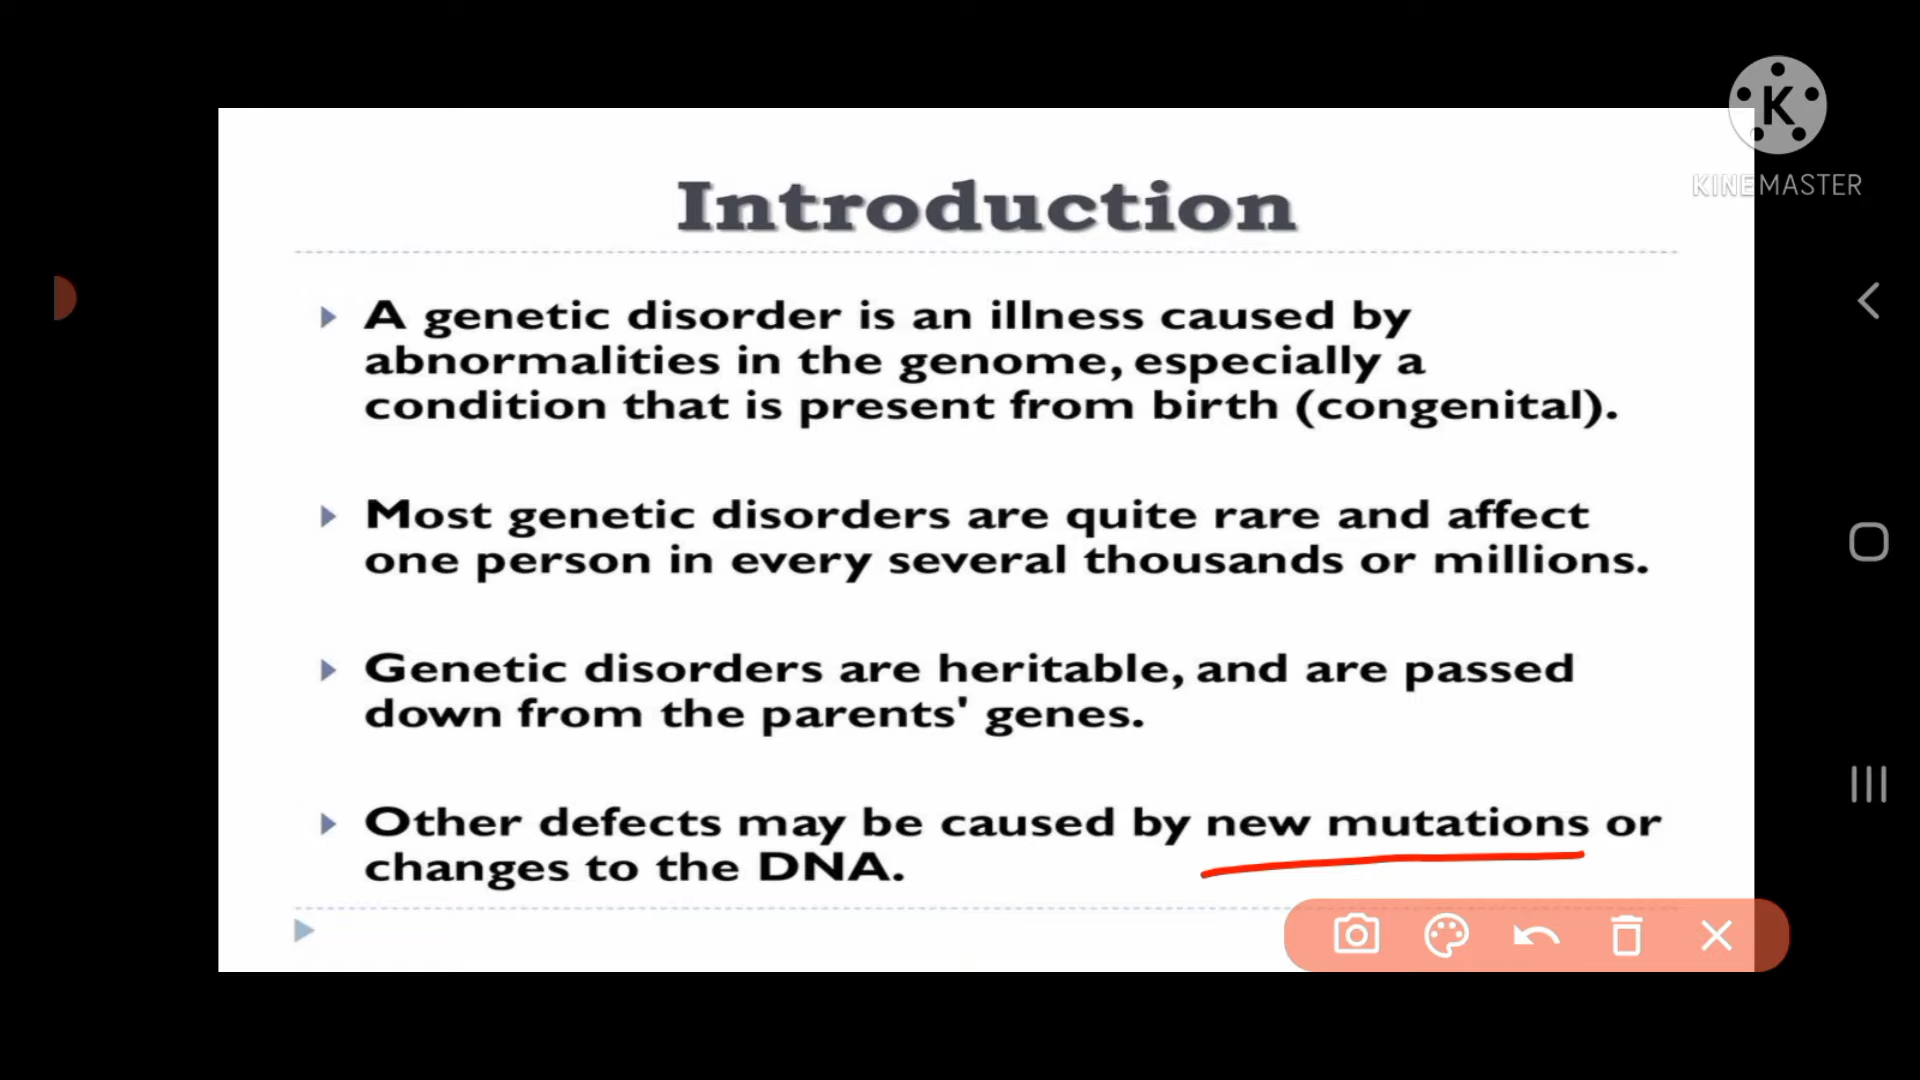 K
KINEMASTER
Introduction
A genetic disorder is an illness caused by
abnormalities in the genome, especially a
condition that is present from birth (congenital).
Most genetic disorders are quite rare and affect
one person in every several thousands or millions.
Genetic disorders are heritable, and are passed
down from the parents' genes.
Other defects may be caused by new mutations or
changes to the DNA.